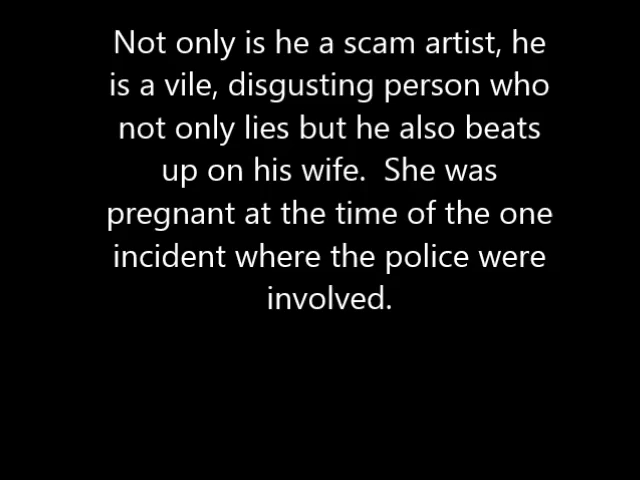 Not only is he a scam artist, he
is a vile, disgusting person who
not only lies but he also beats
up on his wife.  She was
pregnant at the time of the one
incident where the police were
involved.